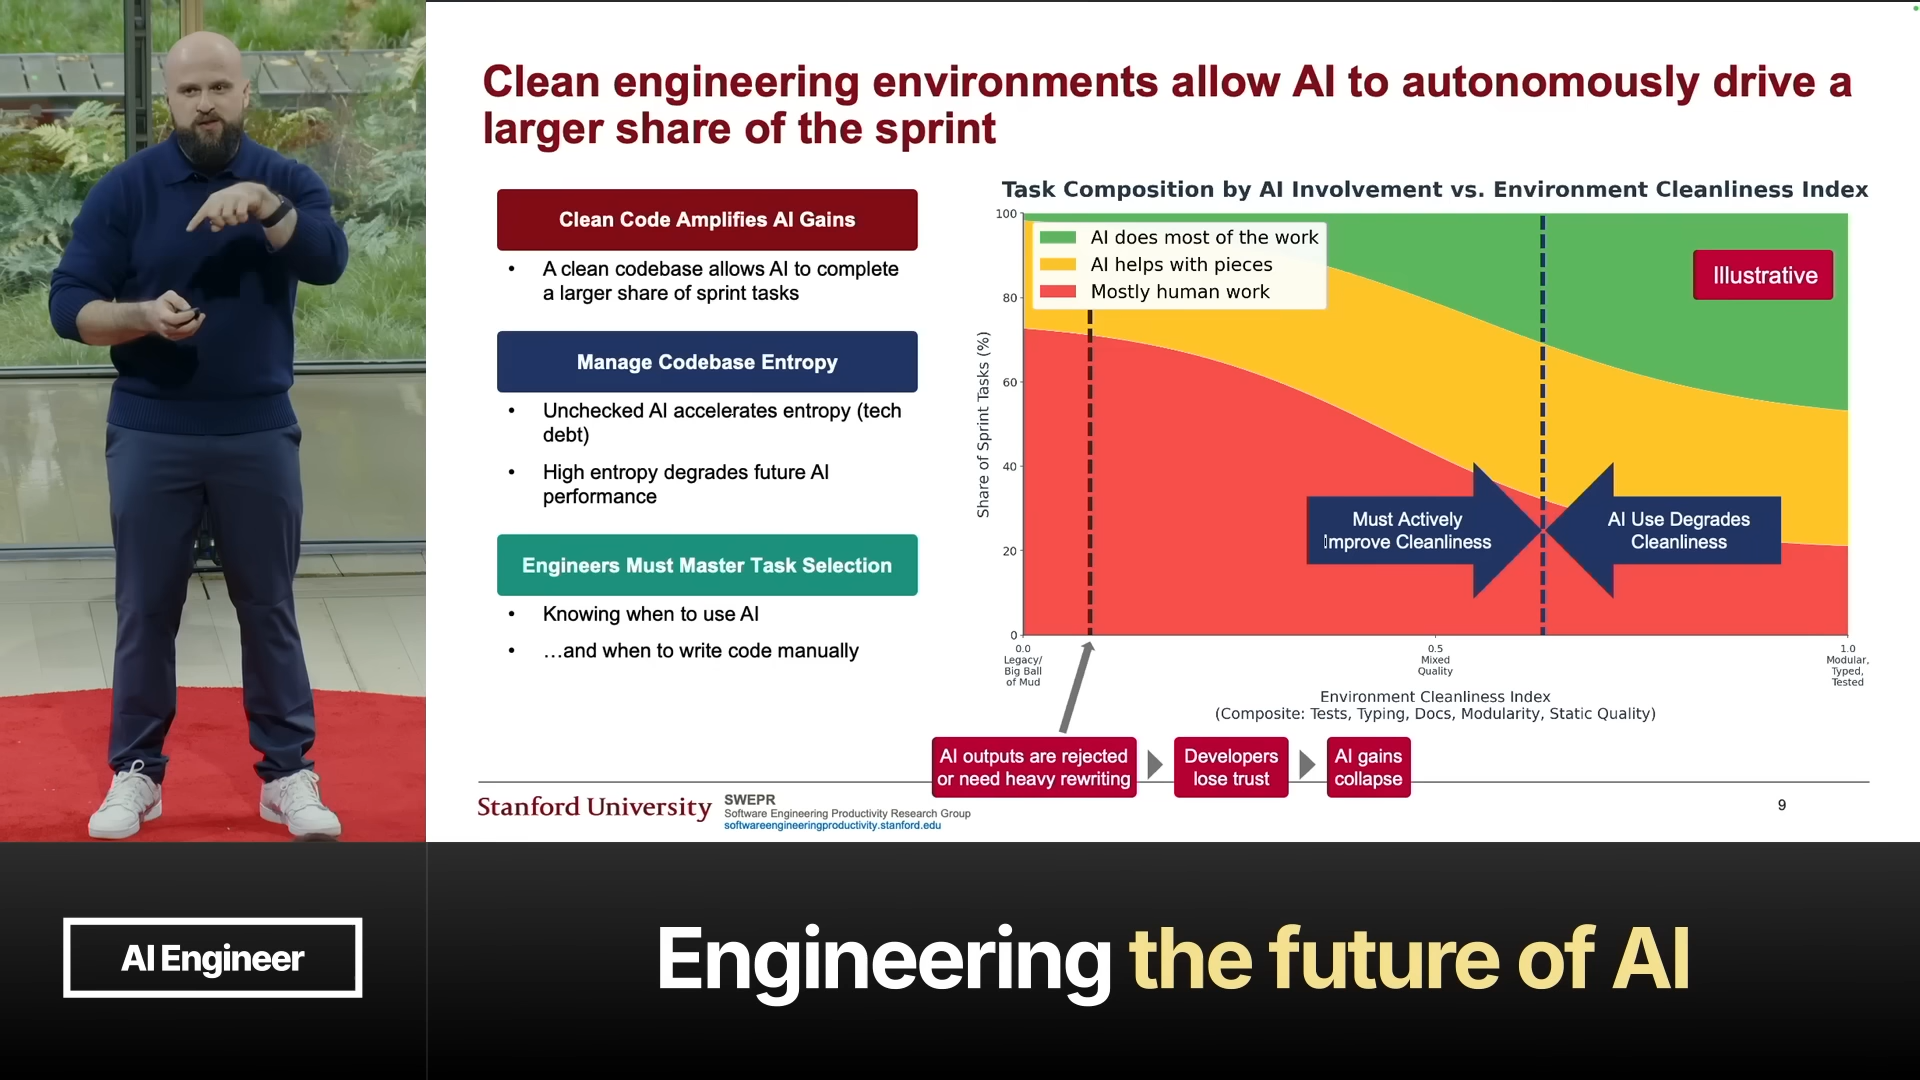 Clean engineering environments allow AI to autonomously drive a
larger share of the sprint
Clean Code Amplifies AI Gains
• A clean codebase allows AI to complete
a larger share of sprint tasks
Manage Codebase Entropy
• Unchecked AI accelerates entropy (tech
debt)
• High entropy degrades future AI
performance
Engineers Must Master Task Selection
• Knowing when to use AI
• …and when to write code manually
Task Composition by AI Involvement vs. Environment Cleanliness Index
AI does most of the work
AI helps with pieces
Mostly human work
Illustrative
Share of Sprint Tasks (%)
100
80
60
40
20
0
Must Actively
Improve Cleanliness
AI Use Degrades
Cleanliness
0.0
Legacy/
Big Ball
of Mud
0.5
Mixed
Quality
1.0
Modular,
Typed,
Tested
Environment Cleanliness Index
(Composite: Tests, Typing, Docs, Modularity, Static Quality)
AI outputs are rejected
or need heavy rewriting
Developers
lose trust
AI gains
collapse
Stanford University
SWEPR
Software Engineering Productivity Research Group
softwareengineeringproductivity.stanford.edu
9
AI Engineer
Engineering the future of AI